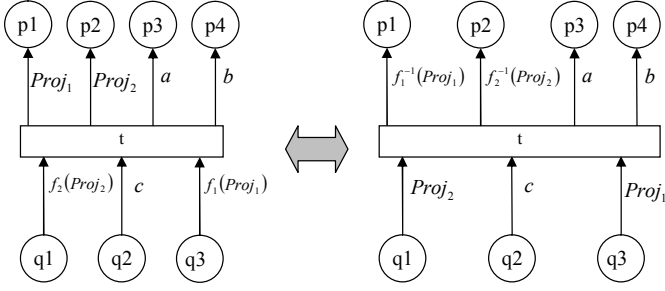 p1 p2 p3 p4 p1 p2 p3 p4
Proj₁ Proj₂ a b f₁⁻¹(Proj₁) f₂⁻¹(Proj₂) a b
t t
f₂(Proj₂) c f₁(Proj₁) Proj₂ c Proj₁
q1 q2 q3 q1 q2 q3